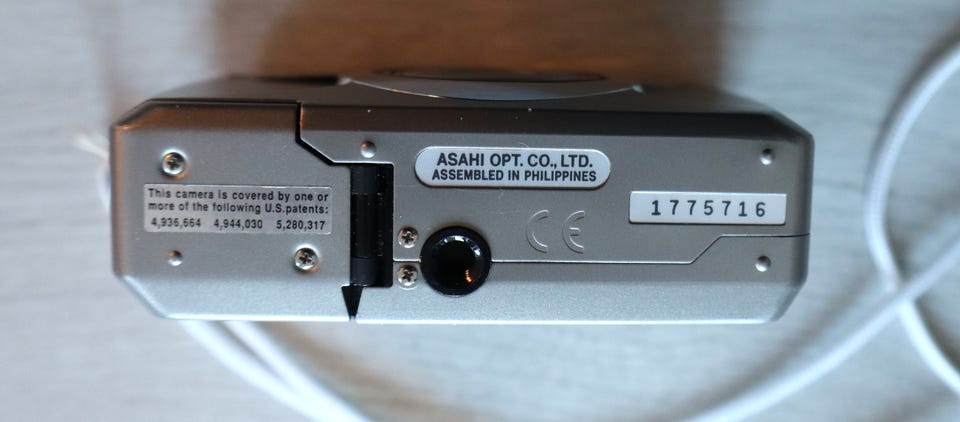 This camera is covered by one or
more of the following U.S.patents:
4,936,664 4,944,030 5,280,317
ASAHI OPT. CO., LTD.
ASSEMBLED IN PHILIPPINES
CE
1775716